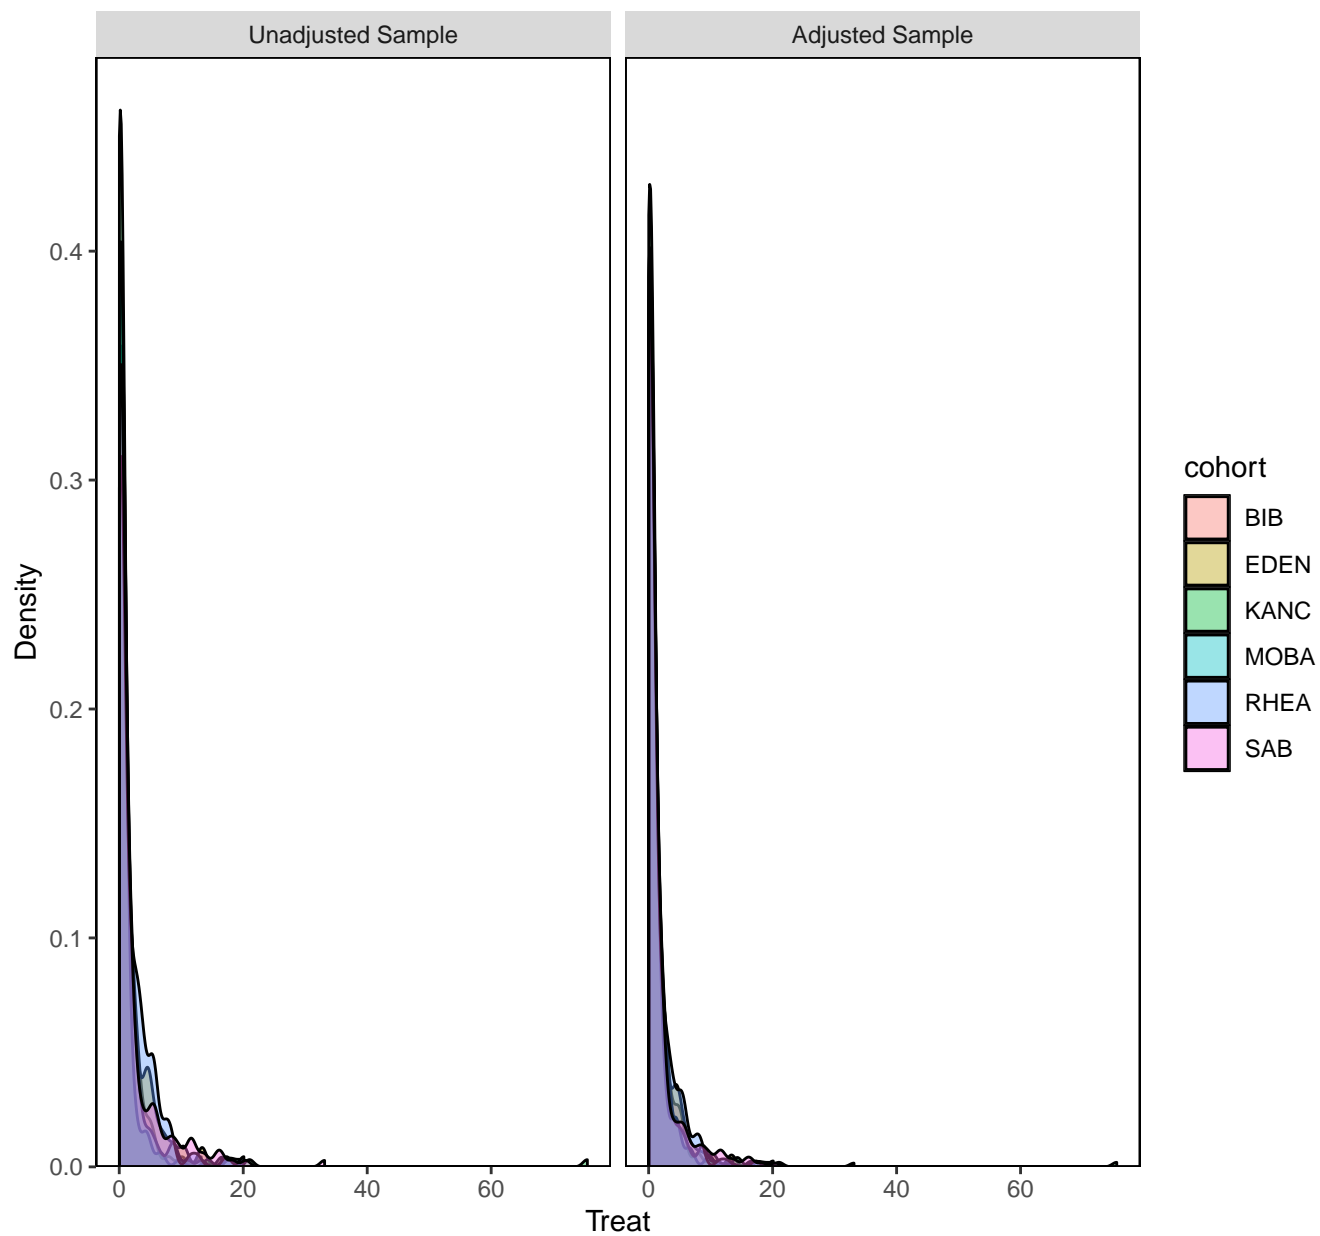 Unadjusted Sample
Adjusted Sample
Density
0.4
0.3
0.2
0.1
0.0
0 20 40 60
0 20 40 60
Treat
cohort
BIB
EDEN
KANC
MOBA
RHEA
SAB